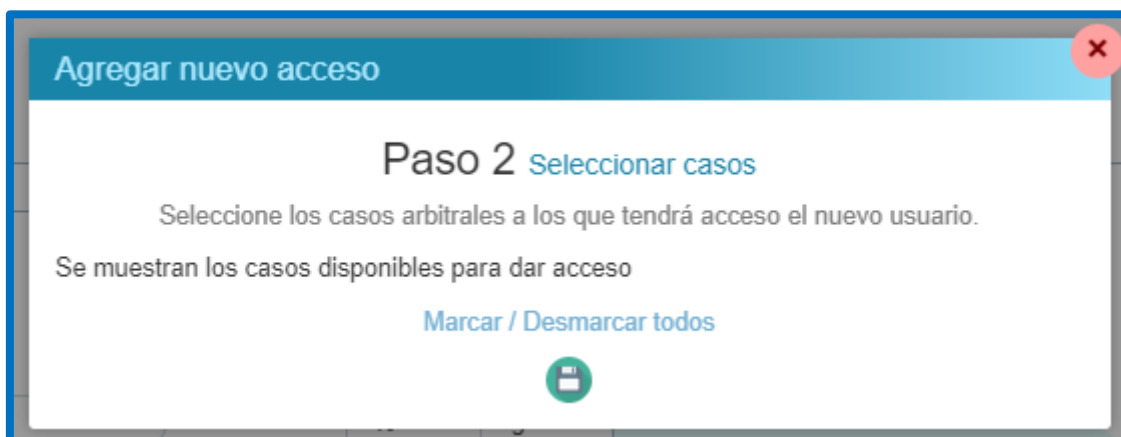 Agregar nuevo acceso
Paso 2 Seleccionar casos
Seleccione los casos arbitrales a los que tendrá acceso el nuevo usuario.
Se muestran los casos disponibles para dar acceso
Marcar / Desmarcar todos